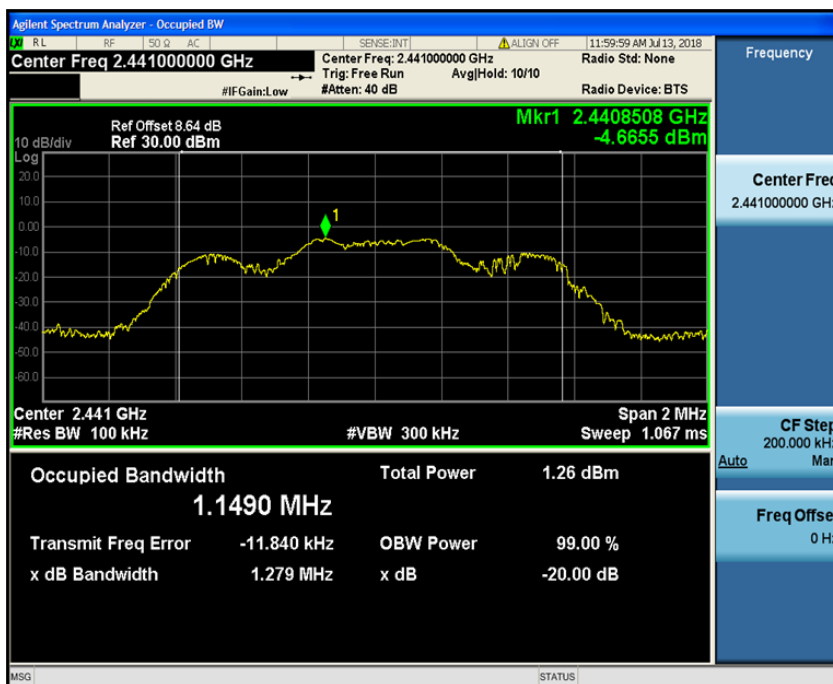 Agilent Spectrum Analyzer - Occupied BW
LXI RL RF 50 Ω AC SENSE:INT ALIGN OFF 11:59:59 AM Jul 13, 2018
Center Freq 2.441000000 GHz
Center Freq: 2.441000000 GHz
Radio Std: None
Trig: Free Run Avg|Hold: 10/10
#IFGain:Low
#Atten: 40 dB
Radio Device: BTS
Frequency
Mkr1 2.4408508 GHz
-4.6655 dBm
Ref Offset 8.64 dB
10 dB/div Ref 30.00 dBm
Log
20.0
10.0
0.00
-10.0
-20.0
-30.0
-40.0
-50.0
-60.0
1
Center 2.441 GHz Span 2 MHz
#Res BW 100 kHz #VBW 300 kHz Sweep 1.067 ms
Occupied Bandwidth
1.1490 MHz
Total Power 1.26 dBm
Transmit Freq Error -11.840 kHz OBW Power 99.00 %
x dB Bandwidth 1.279 MHz x dB -20.00 dB
Center Freq
2.441000000 GH
CF Step
200.000 kH
Auto Man
Freq Offse
0 H
MSG STATUS